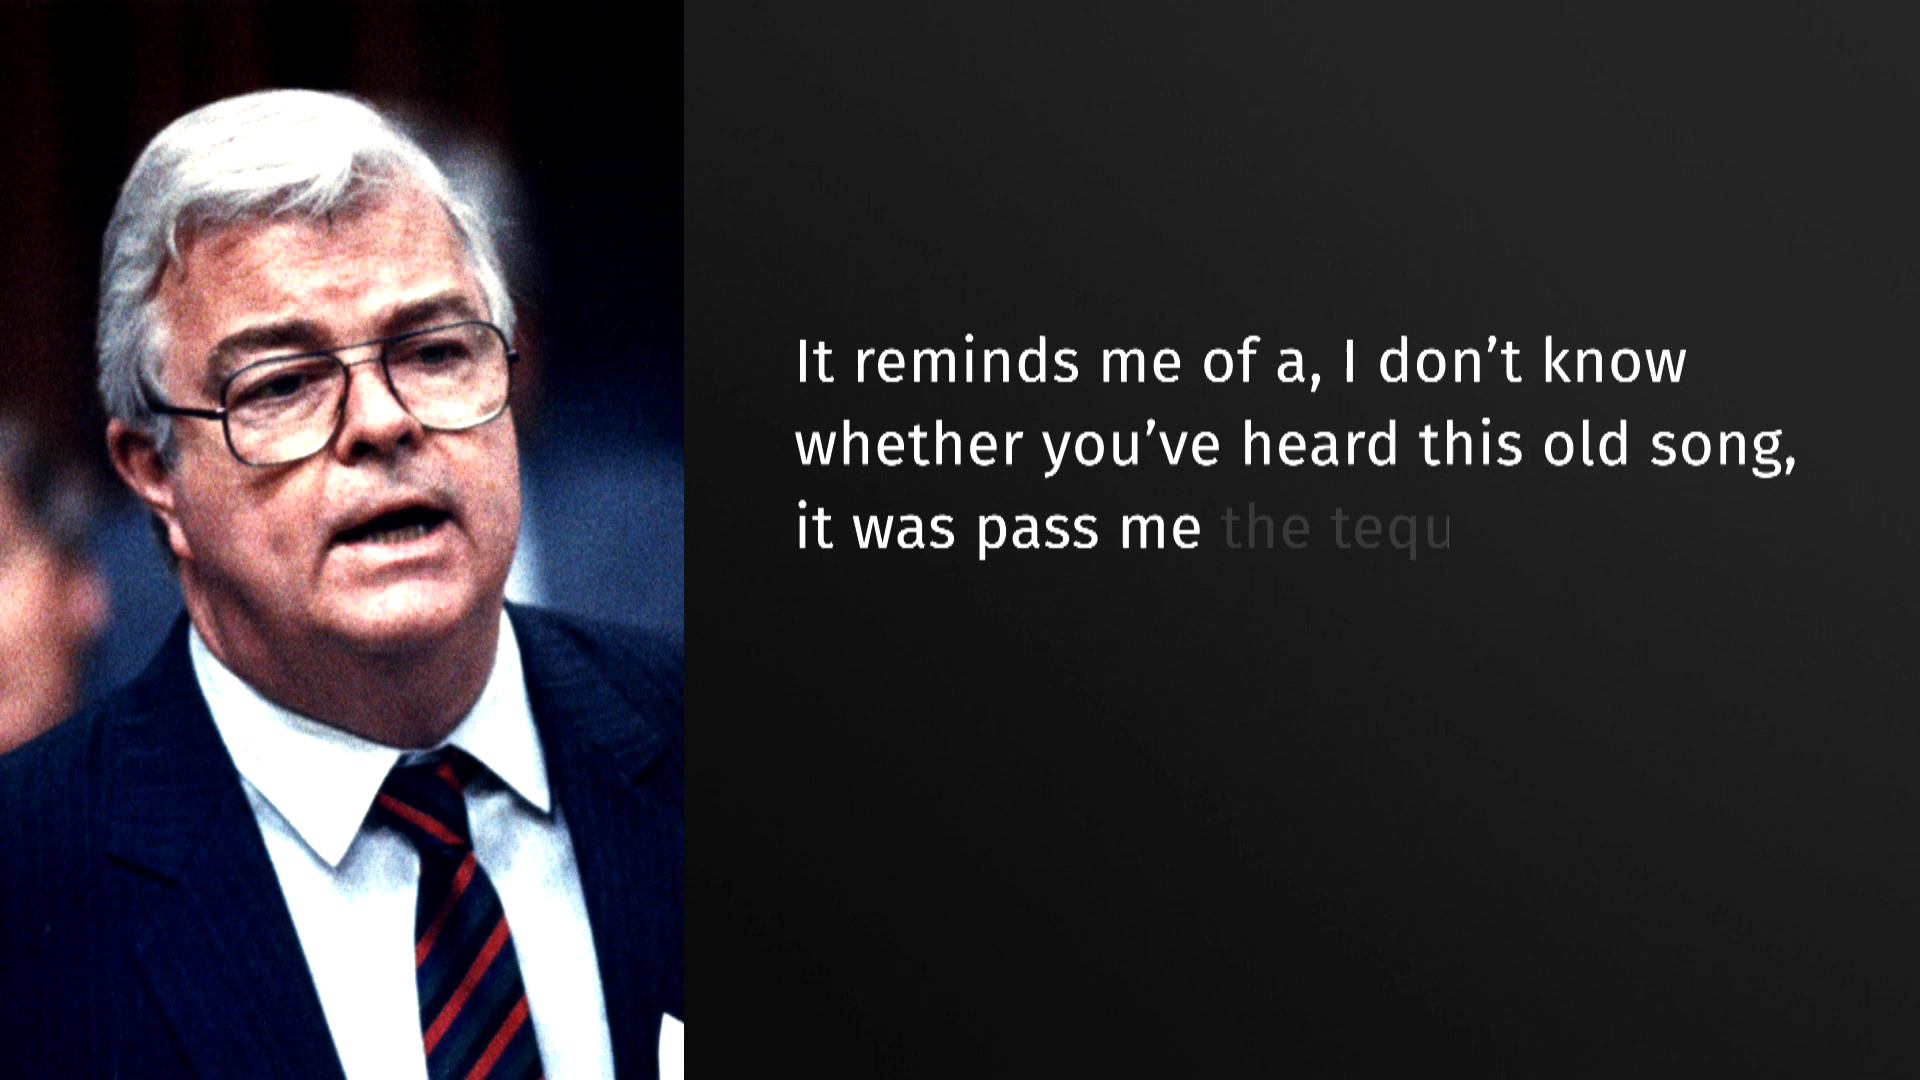 It reminds me of a, I don’t know
whether you’ve heard this old song,
it was pass me the tequ